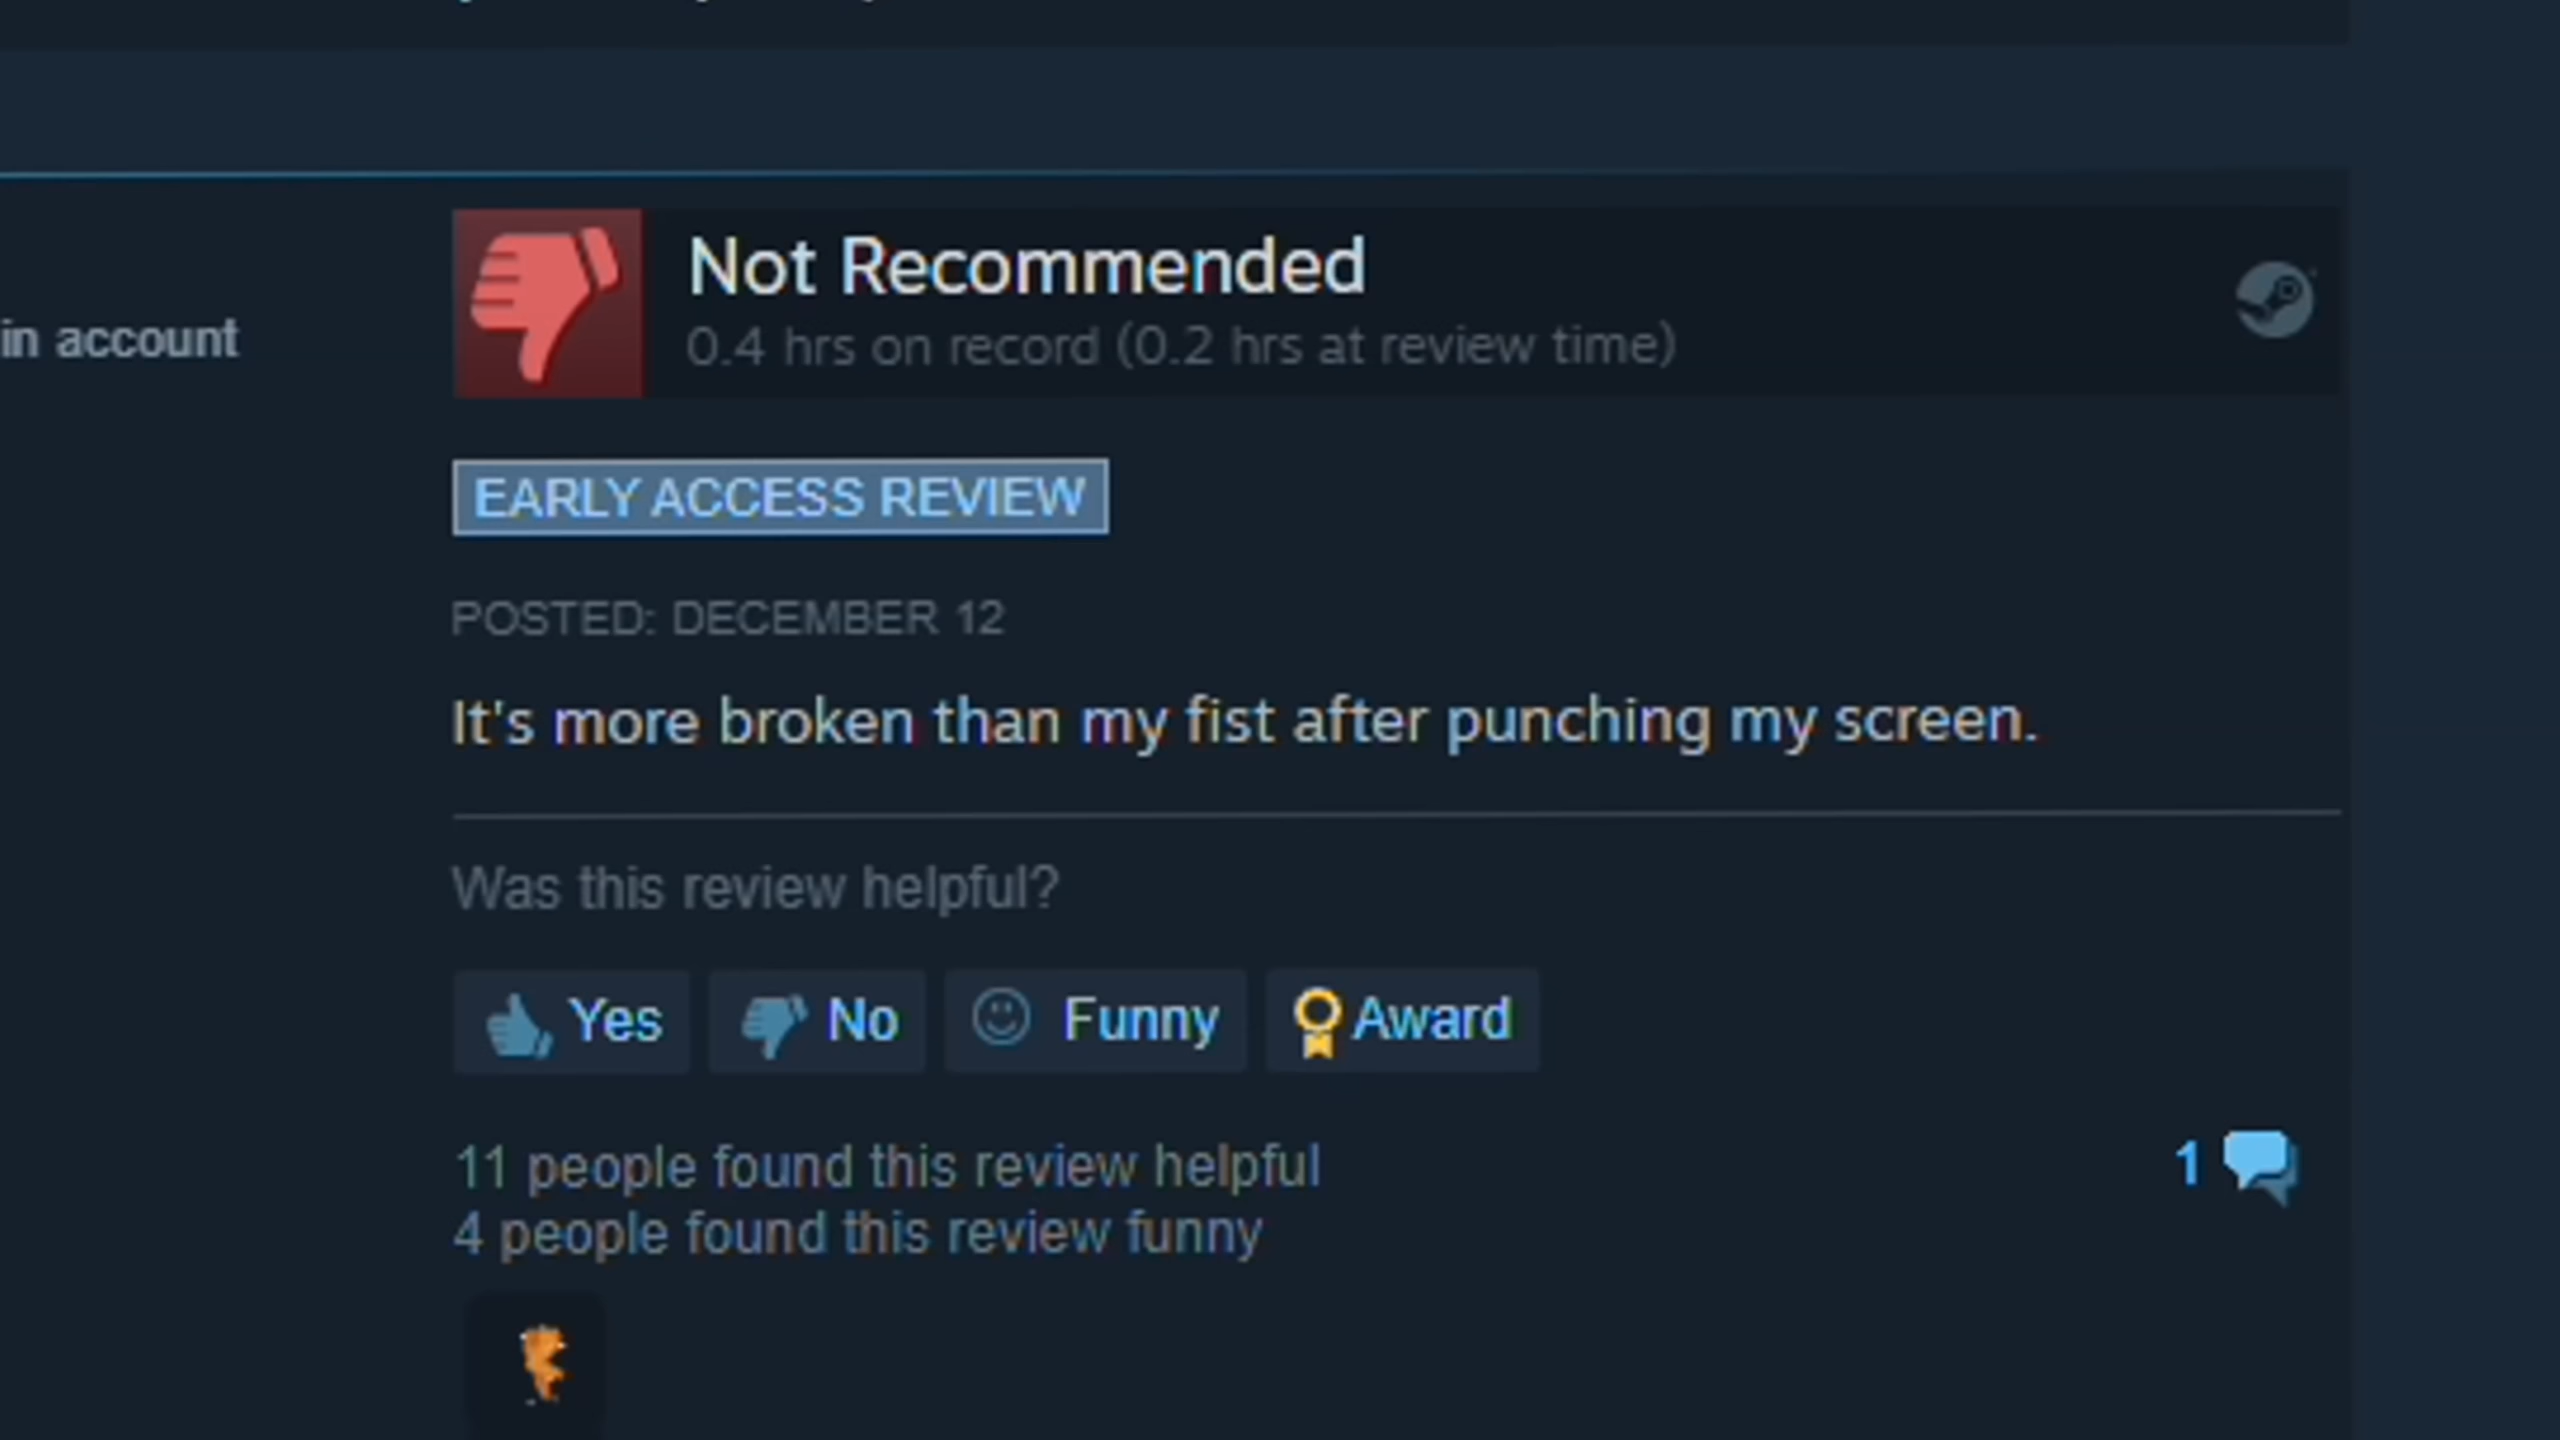 Not Recommended
in account
0.4 hrs on record (0.2 hrs at review time)
EARLY ACCESS REVIEW
POSTED: DECEMBER 12
It's more broken than my fist after punching my screen.
Was this review helpful?
Yes No Funny Award
11 people found this review helpful
1
4 people found this review funny